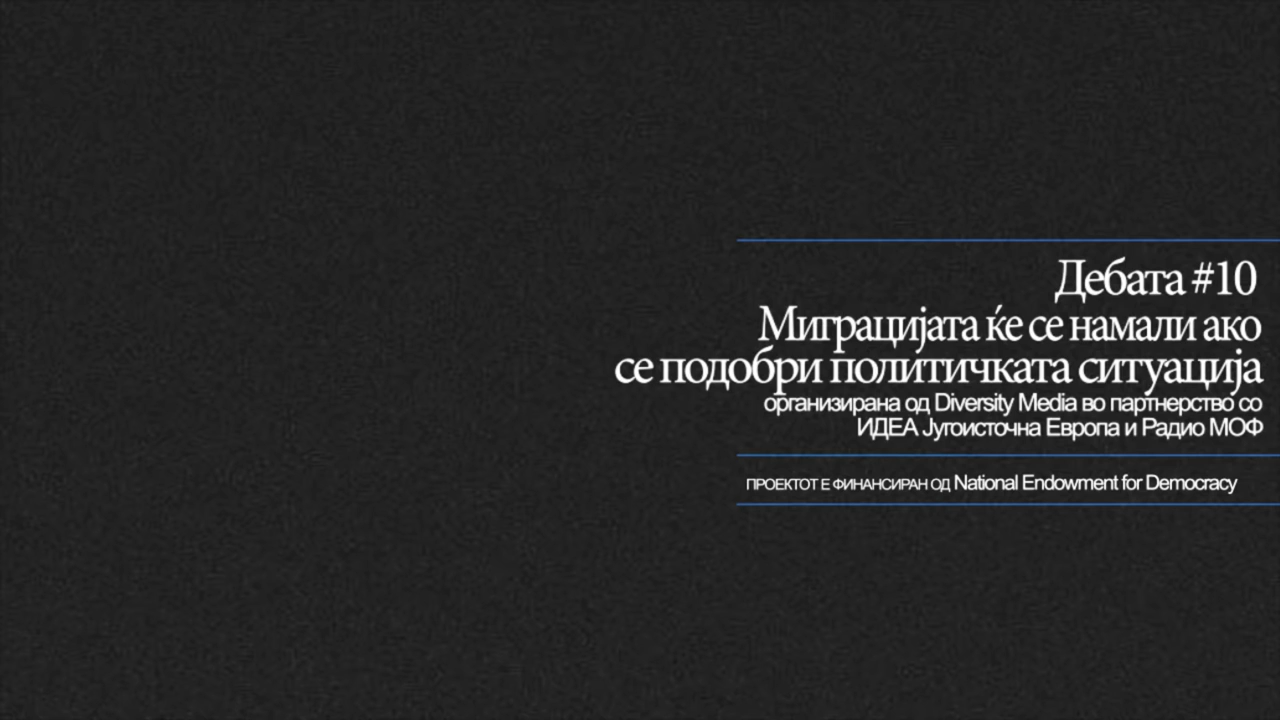 Дебата #10
Миграцијата ќе се намали ако
се подобри политичката ситуација
организирана од Diversity Media во партнерство со
ИДЕА Југоисточна Европа и Радио МОФ
ПРОЕКТОТ Е ФИНАНСИРАН ОД National Endowment for Democracy